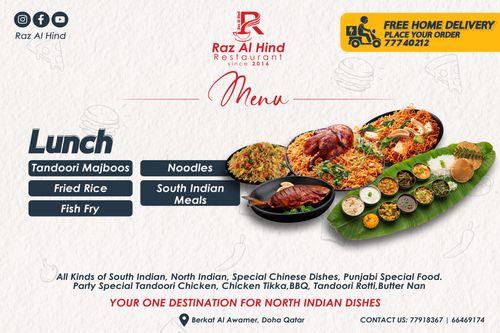 Raz Al Hind
R
Raz Al Hind
Restaurant
since 2016
FREE HOME DELIVERY
PLACE YOUR ORDER
77740212
Menu
Lunch
Tandoori Majboos
Noodles
Fried Rice
South Indian
Meals
Fish Fry
All Kinds of South Indian, North Indian, Special Chinese Dishes, Punjabi Special Food.
Party Special Tandoori Chicken, Chicken Tikka,BBQ, Tandoori Rotti,Butter Nan
YOUR ONE DESTINATION FOR NORTH INDIAN DISHES
Berkat Al Awamer, Doha Qatar
CONTACT US: 77918367 | 66469174